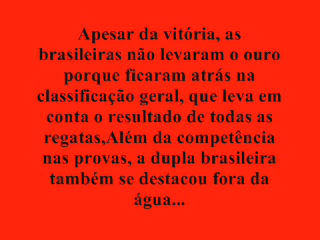 Apesar da vitória, as
brasileiras não levaram o ouro
porque ficaram atrás na
classificação geral, que leva em
conta o resultado de todas as
regatas,Além da competência
nas provas, a dupla brasileira
também se destacou fora da
água...